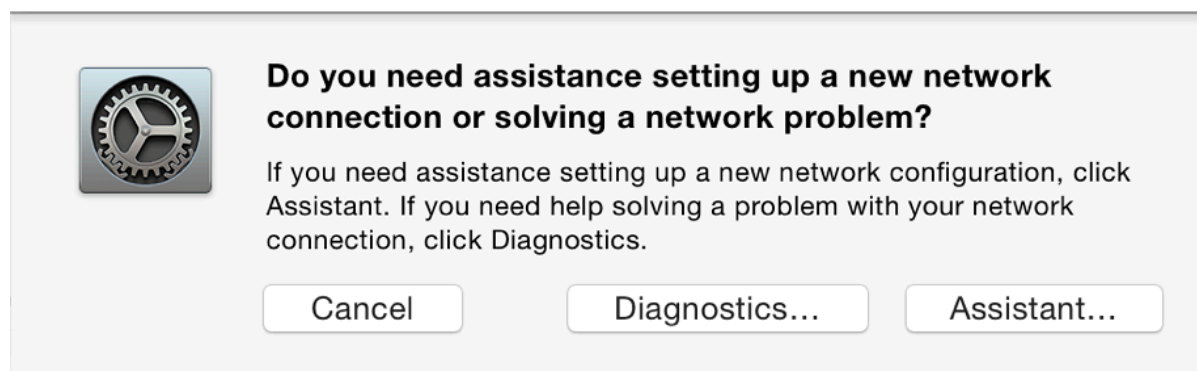 Do you need assistance setting up a new network
connection or solving a network problem?
If you need assistance setting up a new network configuration, click
Assistant. If you need help solving a problem with your network
connection, click Diagnostics.
Cancel
Diagnostics...
Assistant...